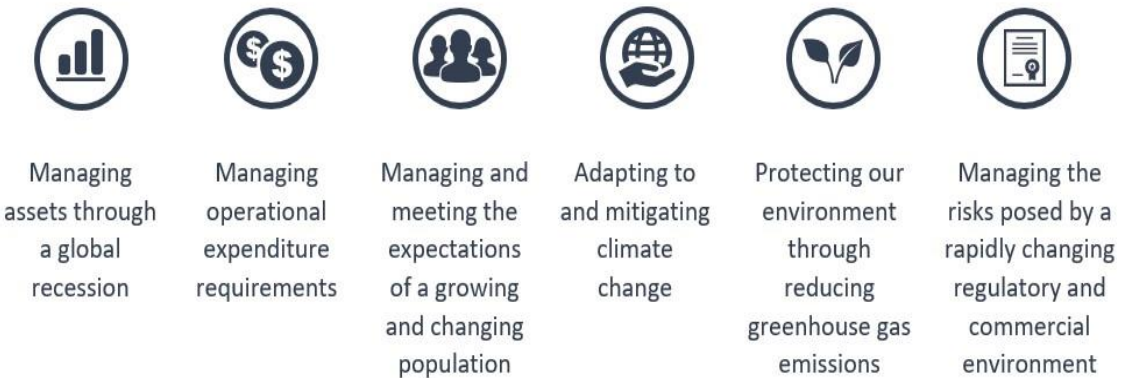 Managing
assets through
a global
recession
Managing
operational
expenditure
requirements
Managing and
meeting the
expectations
of a growing
and changing
population
Adapting to
and mitigating
climate
change
Protecting our
environment
through
reducing
greenhouse gas
emissions
Managing the
risks posed by a
rapidly changing
regulatory and
commercial
environment